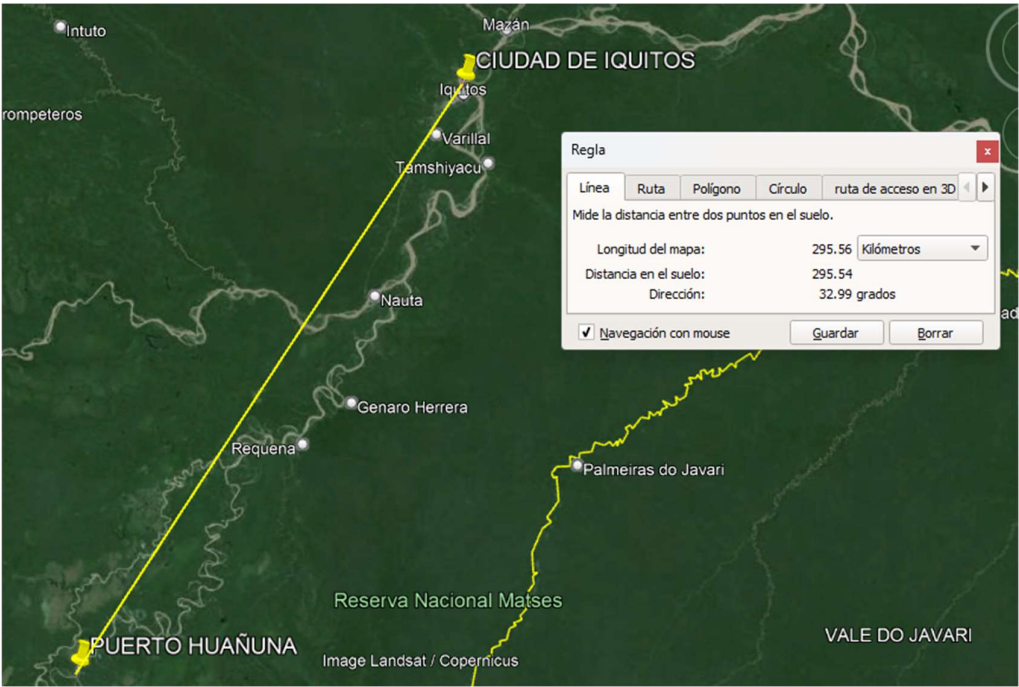 Mazán
Intuto
CIUDAD DE IQUITOS
Iquitos
rompeteros
Varillal
Tamshiyacu
Regla
x
Línea
Ruta
Polígono
Círculo
ruta de acceso en 3D
Mide la distancia entre dos puntos en el suelo.
Longitud del mapa: 295.56 Kilómetros
Distancia en el suelo: 295.54
Dirección: 32.99 grados
Navegación con mouse
Guardar
Borrar
ad
Nauta
Genaro Herrera
Requena
Palmeiras do Javari
Reserva Nacional Matses
VALE DO JAVARI
PUERTO HUAÑUNA
Image Landsat / Copernicus